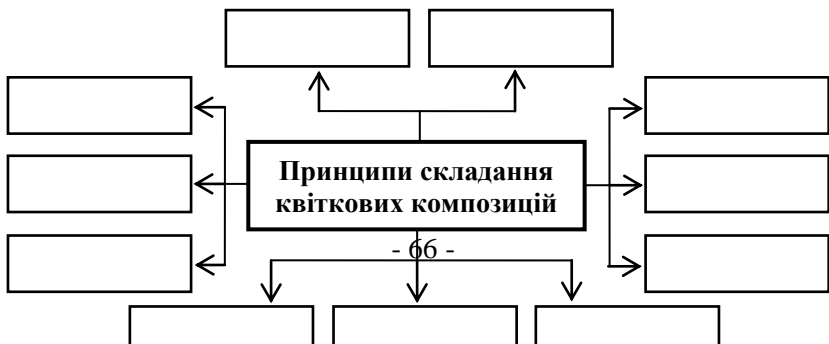 Принципи складання
квіткових композицій
- 66 -